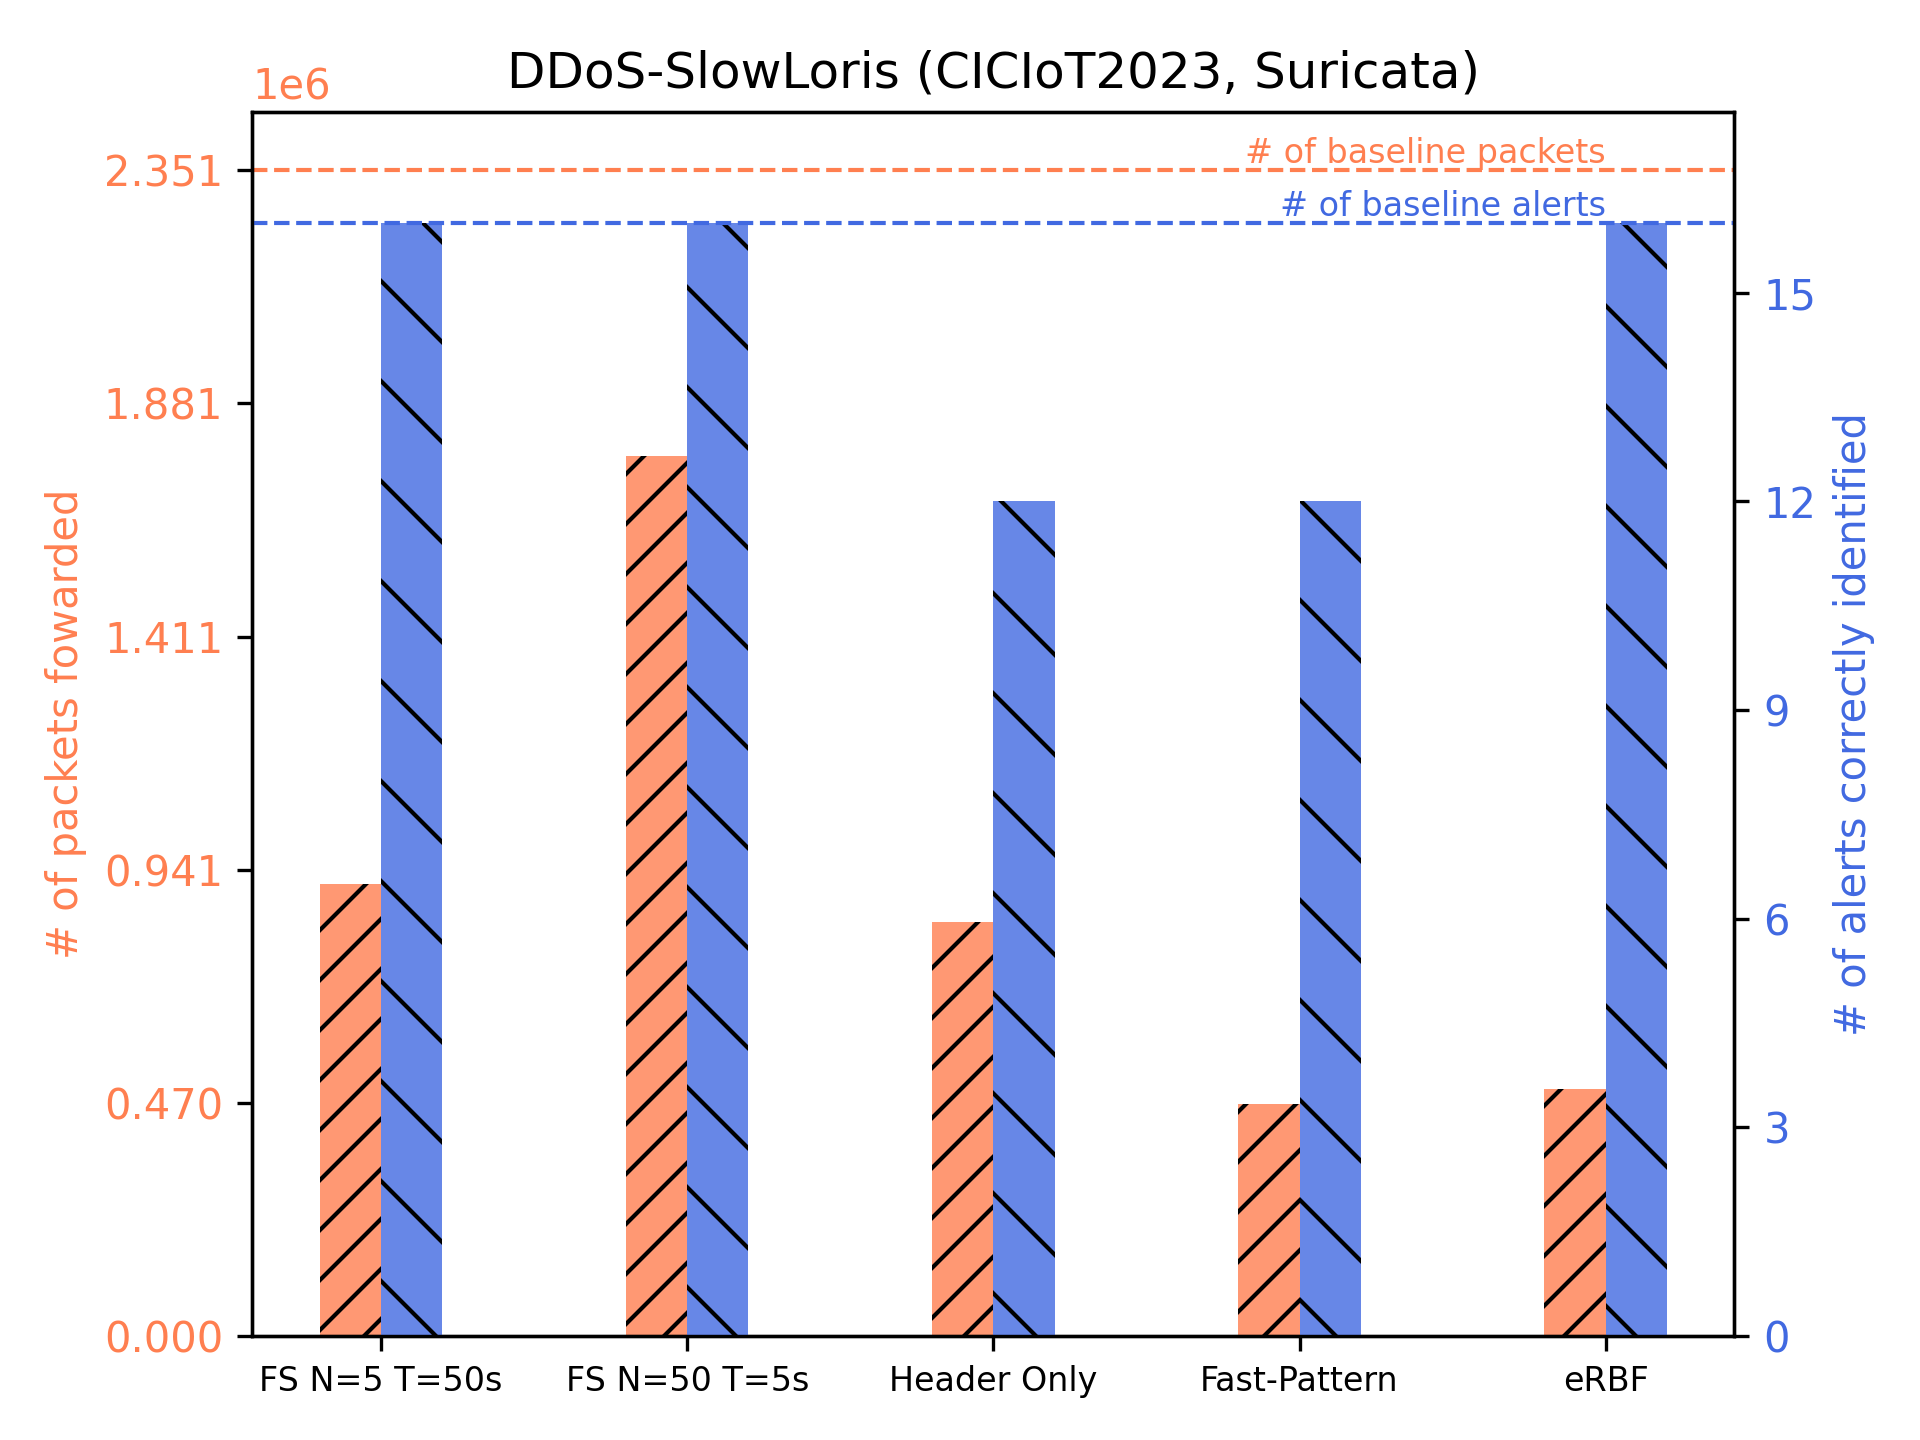 DDoS-SlowLoris (CICIoT2023, Suricata)
1e6
# of baseline packets
# of baseline alerts
2.351
1.881
1.411
0.941
0.470
0.000
# of packets fowarded
15
12
9
6
3
0
# of alerts correctly identified
FS N=5 T=50s
FS N=50 T=5s
Header Only
Fast-Pattern
eRBF